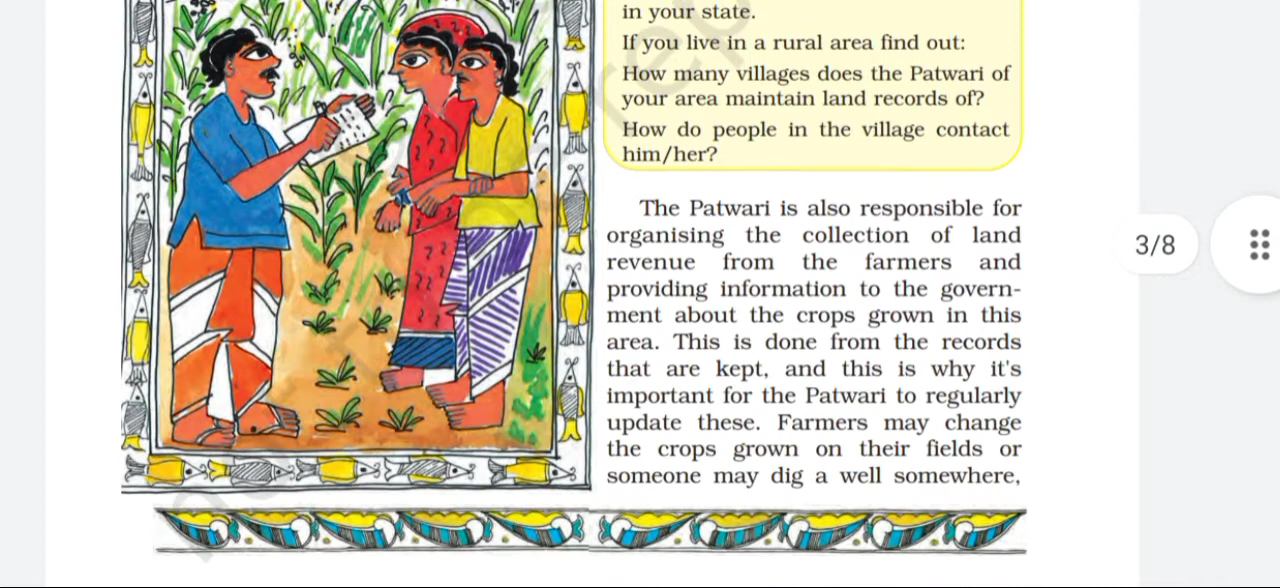 in your state.
If you live in a rural area find out:
How many villages does the Patwari of
your area maintain land records of?
How do people in the village contact
him/her?
The Patwari is also responsible for
organising the collection of land
revenue from the farmers and
providing information to the govern-
ment about the crops grown in this
area. This is done from the records
that are kept, and this is why it's
important for the Patwari to regularly
update these. Farmers may change
the crops grown on their fields or
someone may dig a well somewhere,
3/8